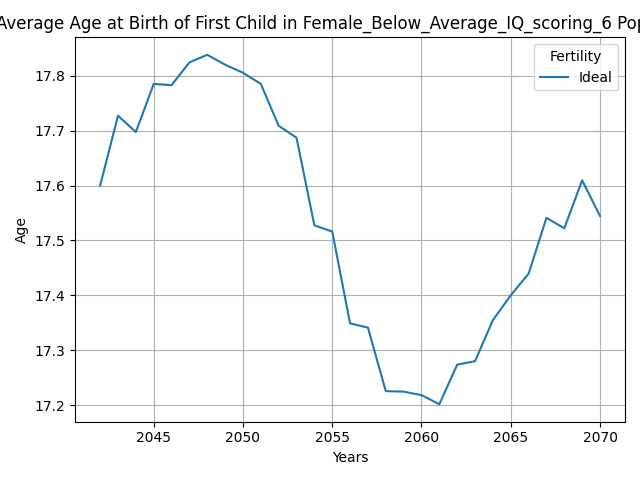 Average Age at Birth of First Child in Female_Below_Average_IQ_scoring_6 Pop
Fertility
Ideal
17.8
17.7
17.6
17.5
17.4
17.3
17.2
Age
2045 2050 2055 2060 2065 2070
Years